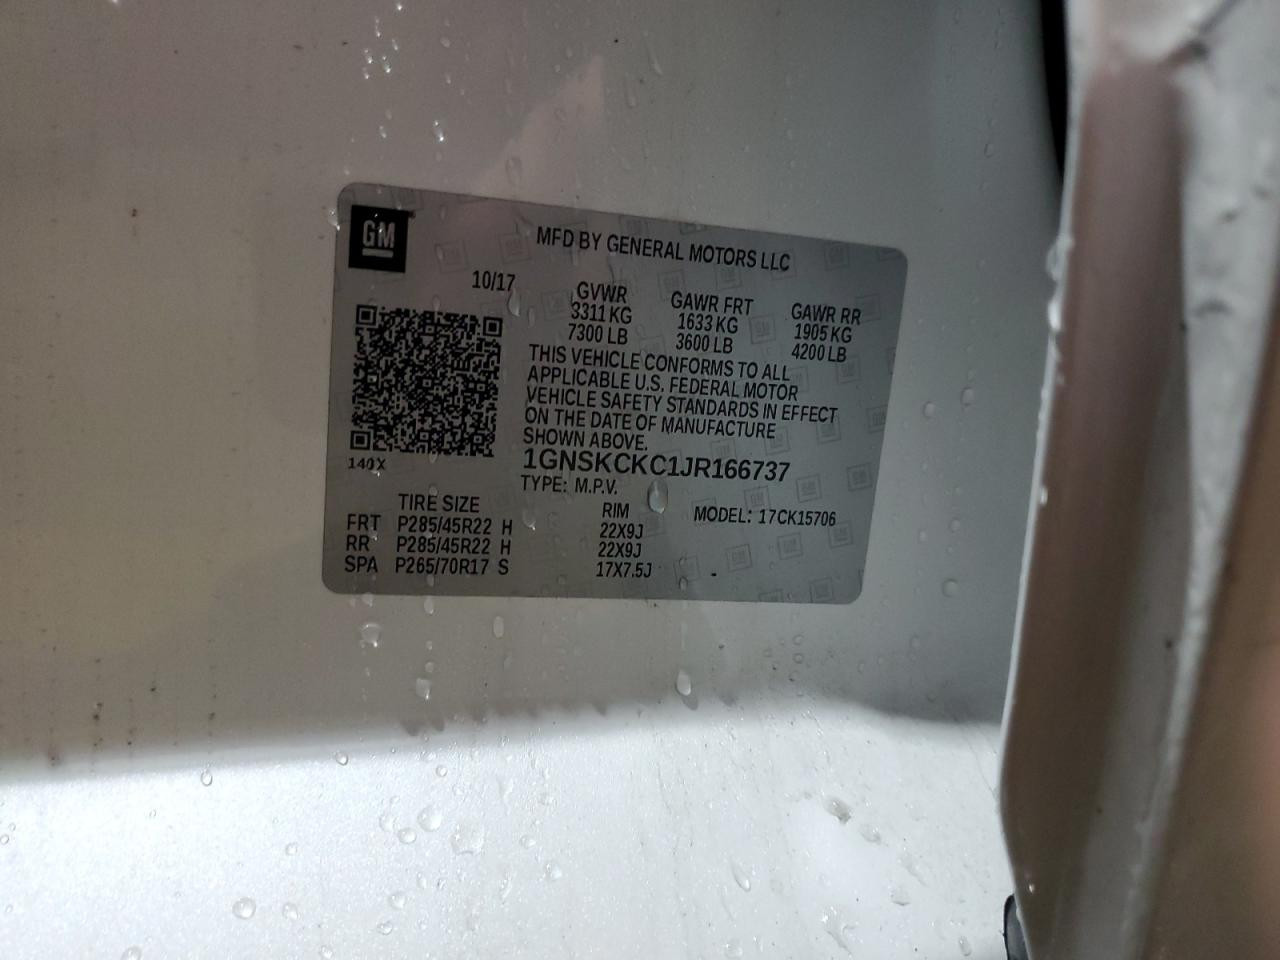 GM
MFD BY GENERAL MOTORS LLC
10/17
GVWR GAWR FRT GAWR RR
3311 KG 1633 KG 1905 KG
7300 LB 3600 LB 4200 LB
THIS VEHICLE CONFORMS TO ALL
APPLICABLE U.S. FEDERAL MOTOR
VEHICLE SAFETY STANDARDS IN EFFECT
ON THE DATE OF MANUFACTURE
SHOWN ABOVE.
140X
1GNSKCKC1JR166737
TYPE: M.P.V.
TIRE SIZE RIM MODEL: 17CK15706
FRT P285/45R22 H 22X9J
RR P285/45R22 H 22X9J
SPA P265/70R17 S 17X7.5J